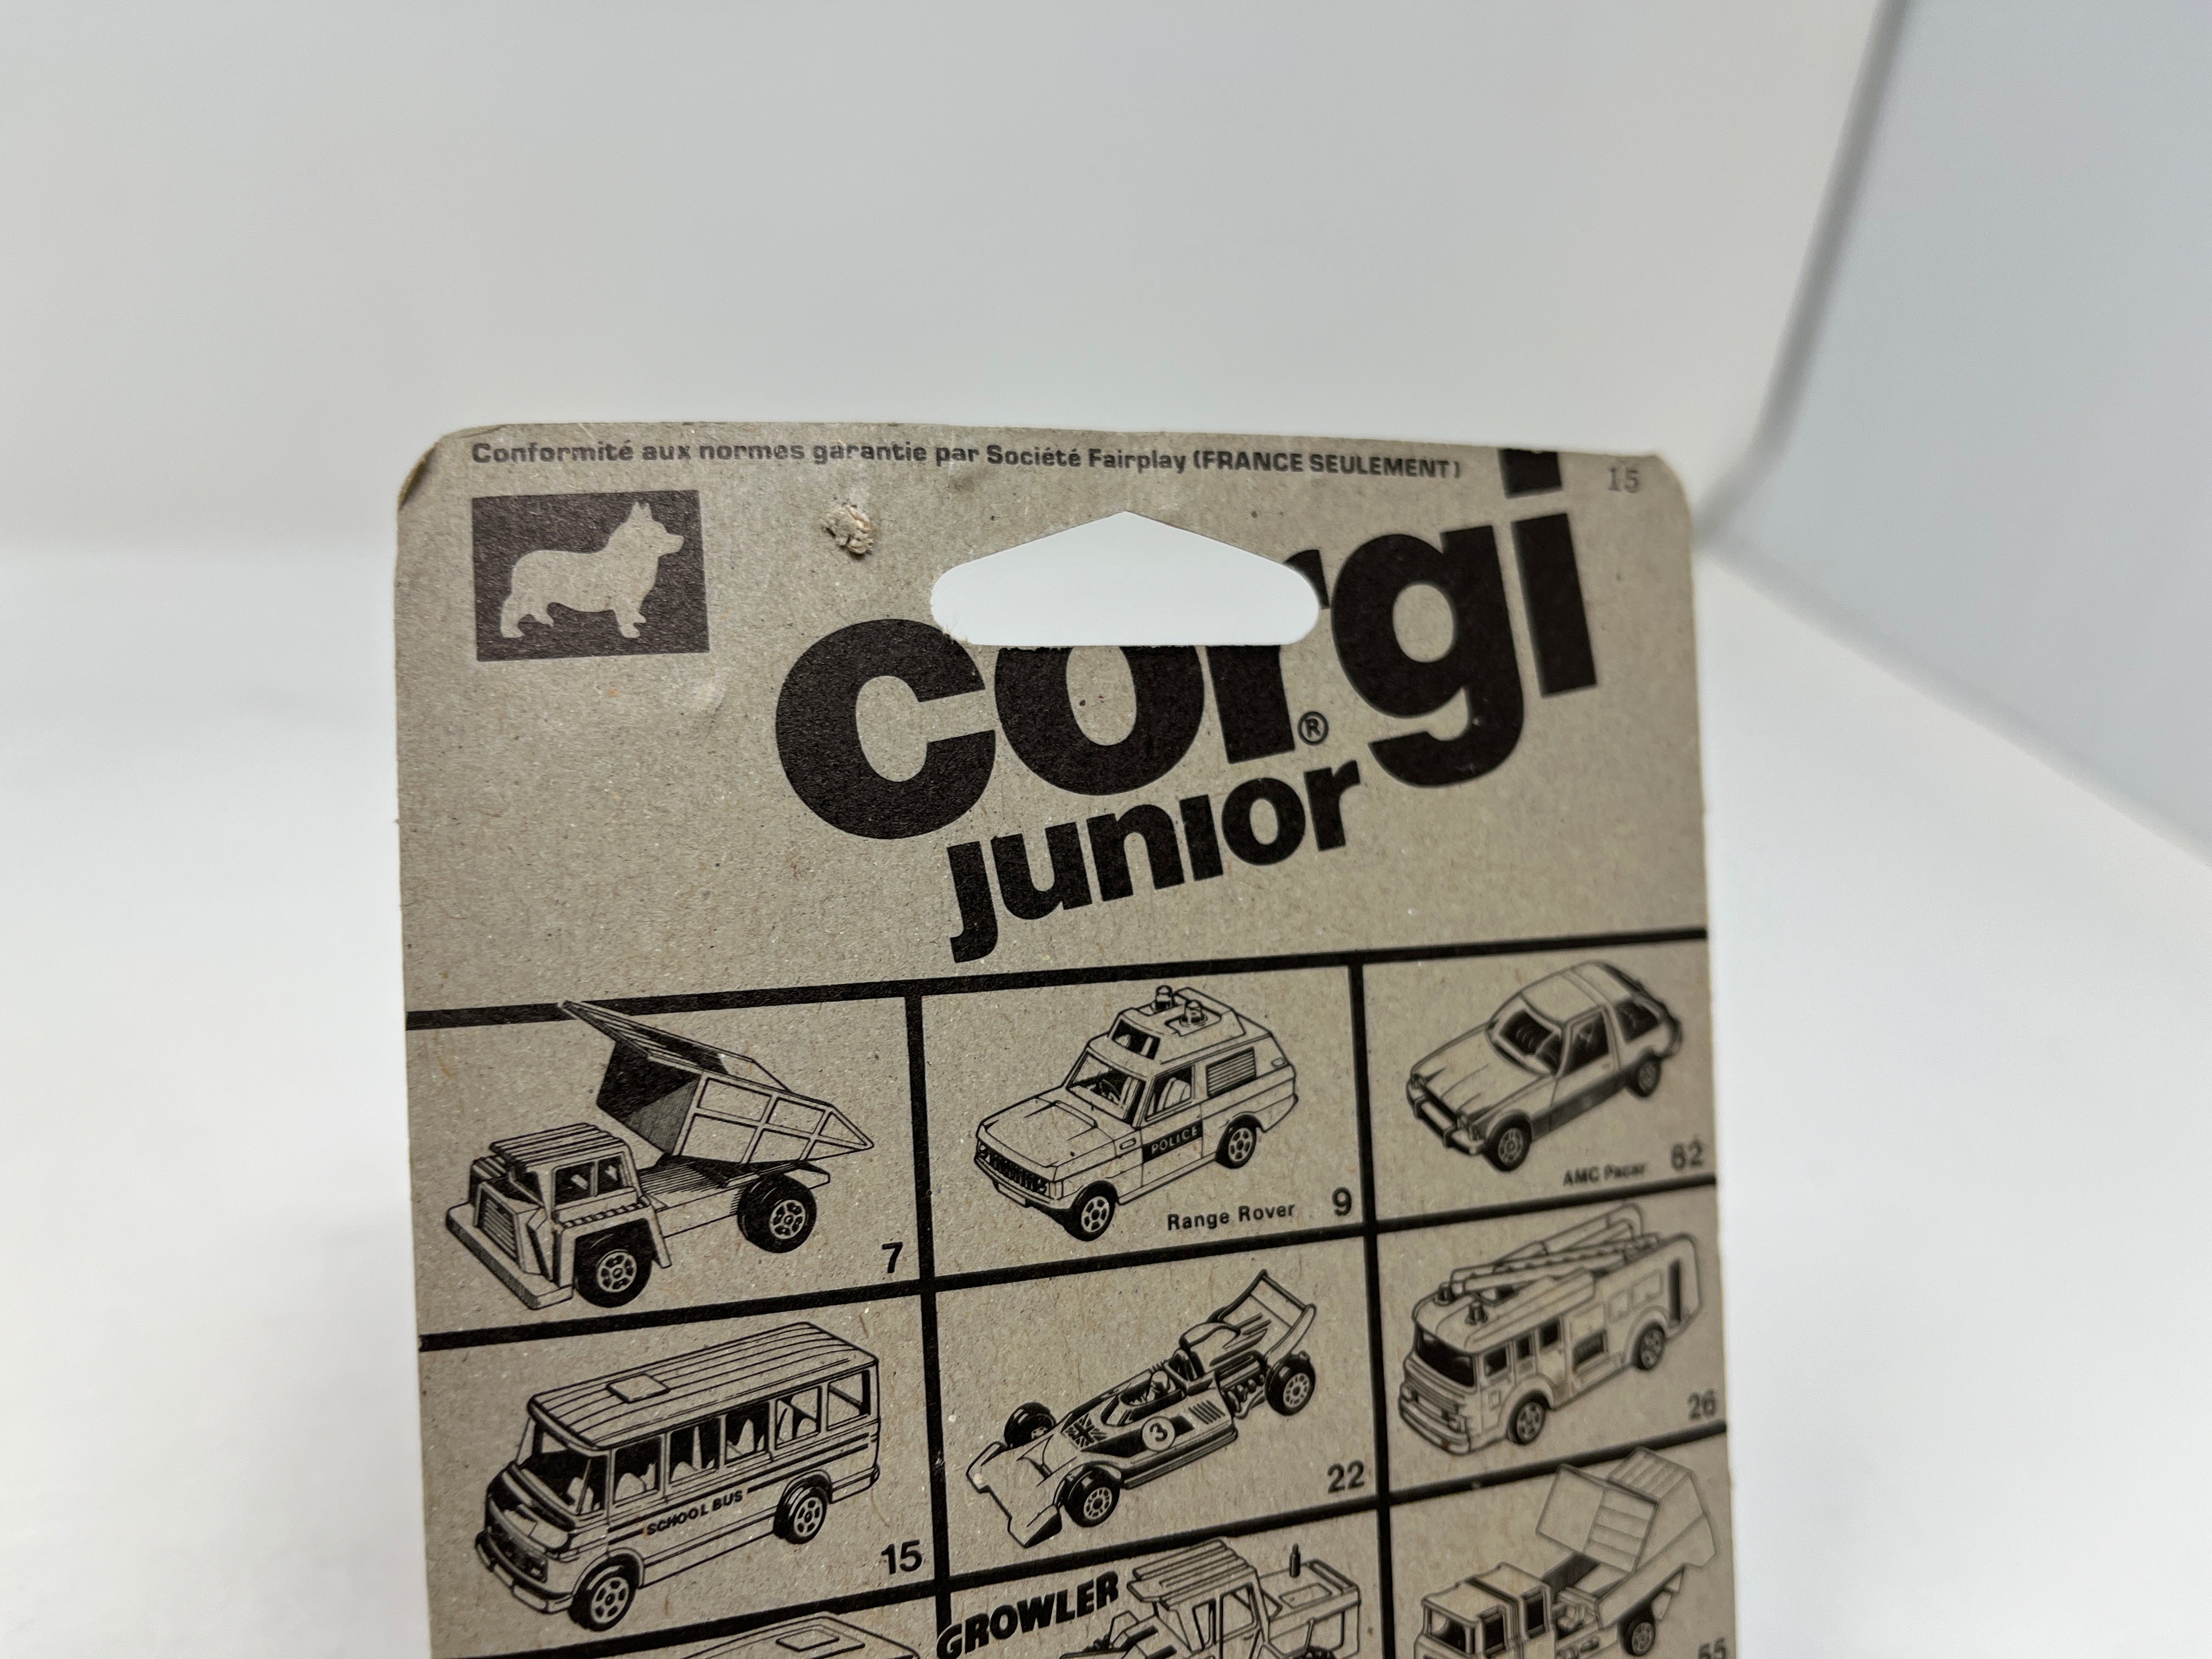 Conformité aux normes garantie par Société Fairplay (FRANCE SEULEMENT)
15
corgi
®
junior
7
POLICE
Range Rover 9
AMC Pacer 62
SCHOOL BUS
15
3
22
26
GROWLER
55